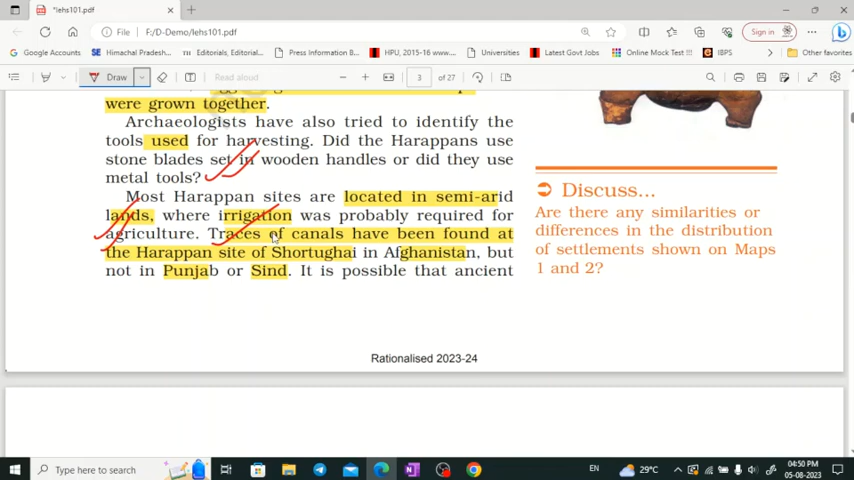 *lehs101.pdf
File F:/D-Demo/lehs101.pdf
Sign in
Google Accounts
Himachal Pradesh...
Editorials, Editorial...
Press Information B...
HPU, 2015-16 www....
Universities
Latest Govt Jobs
Online Mock Test !!!
IBPS
Other favorites
Draw
Read aloud
3 of 27
were grown together.
Archaeologists have also tried to identify the
tools used for harvesting. Did the Harappans use
stone blades set in wooden handles or did they use
metal tools?
Most Harappan sites are located in semi-arid
lands, where irrigation was probably required for
agriculture. Traces of canals have been found at
the Harappan site of Shortughai in Afghanistan, but
not in Punjab or Sind. It is possible that ancient
Discuss...
Are there any similarities or
differences in the distribution
of settlements shown on Maps
1 and 2?
Rationalised 2023-24
Type here to search
EN
29°C
04:50 PM
05-08-2023